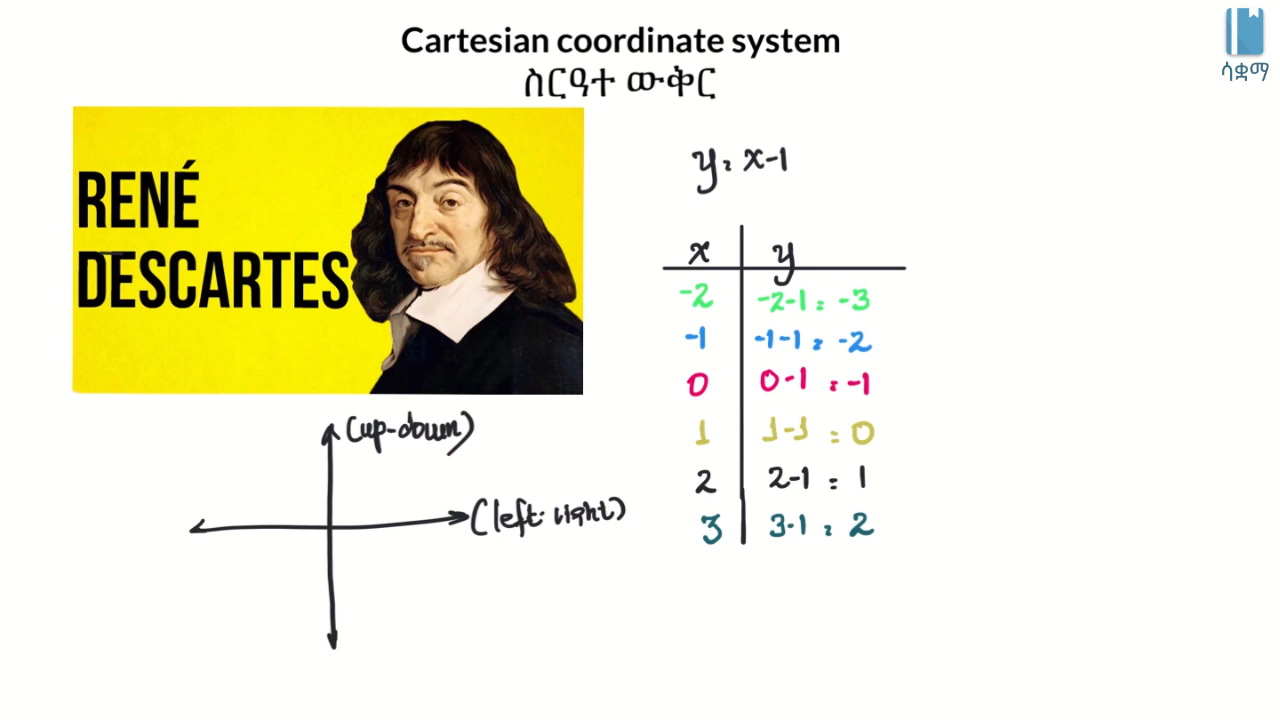 Cartesian coordinate system
ስርዓተ ውቅር
ሳቋማ
RENÉ
DESCARTES
y = x-1
x y
-2 -2-1 = -3
-1 -1-1 = -2
0 0-1 = -1
1 1-1 = 0
2 2-1 = 1
3 3-1 = 2
(up-down)
(left-right)